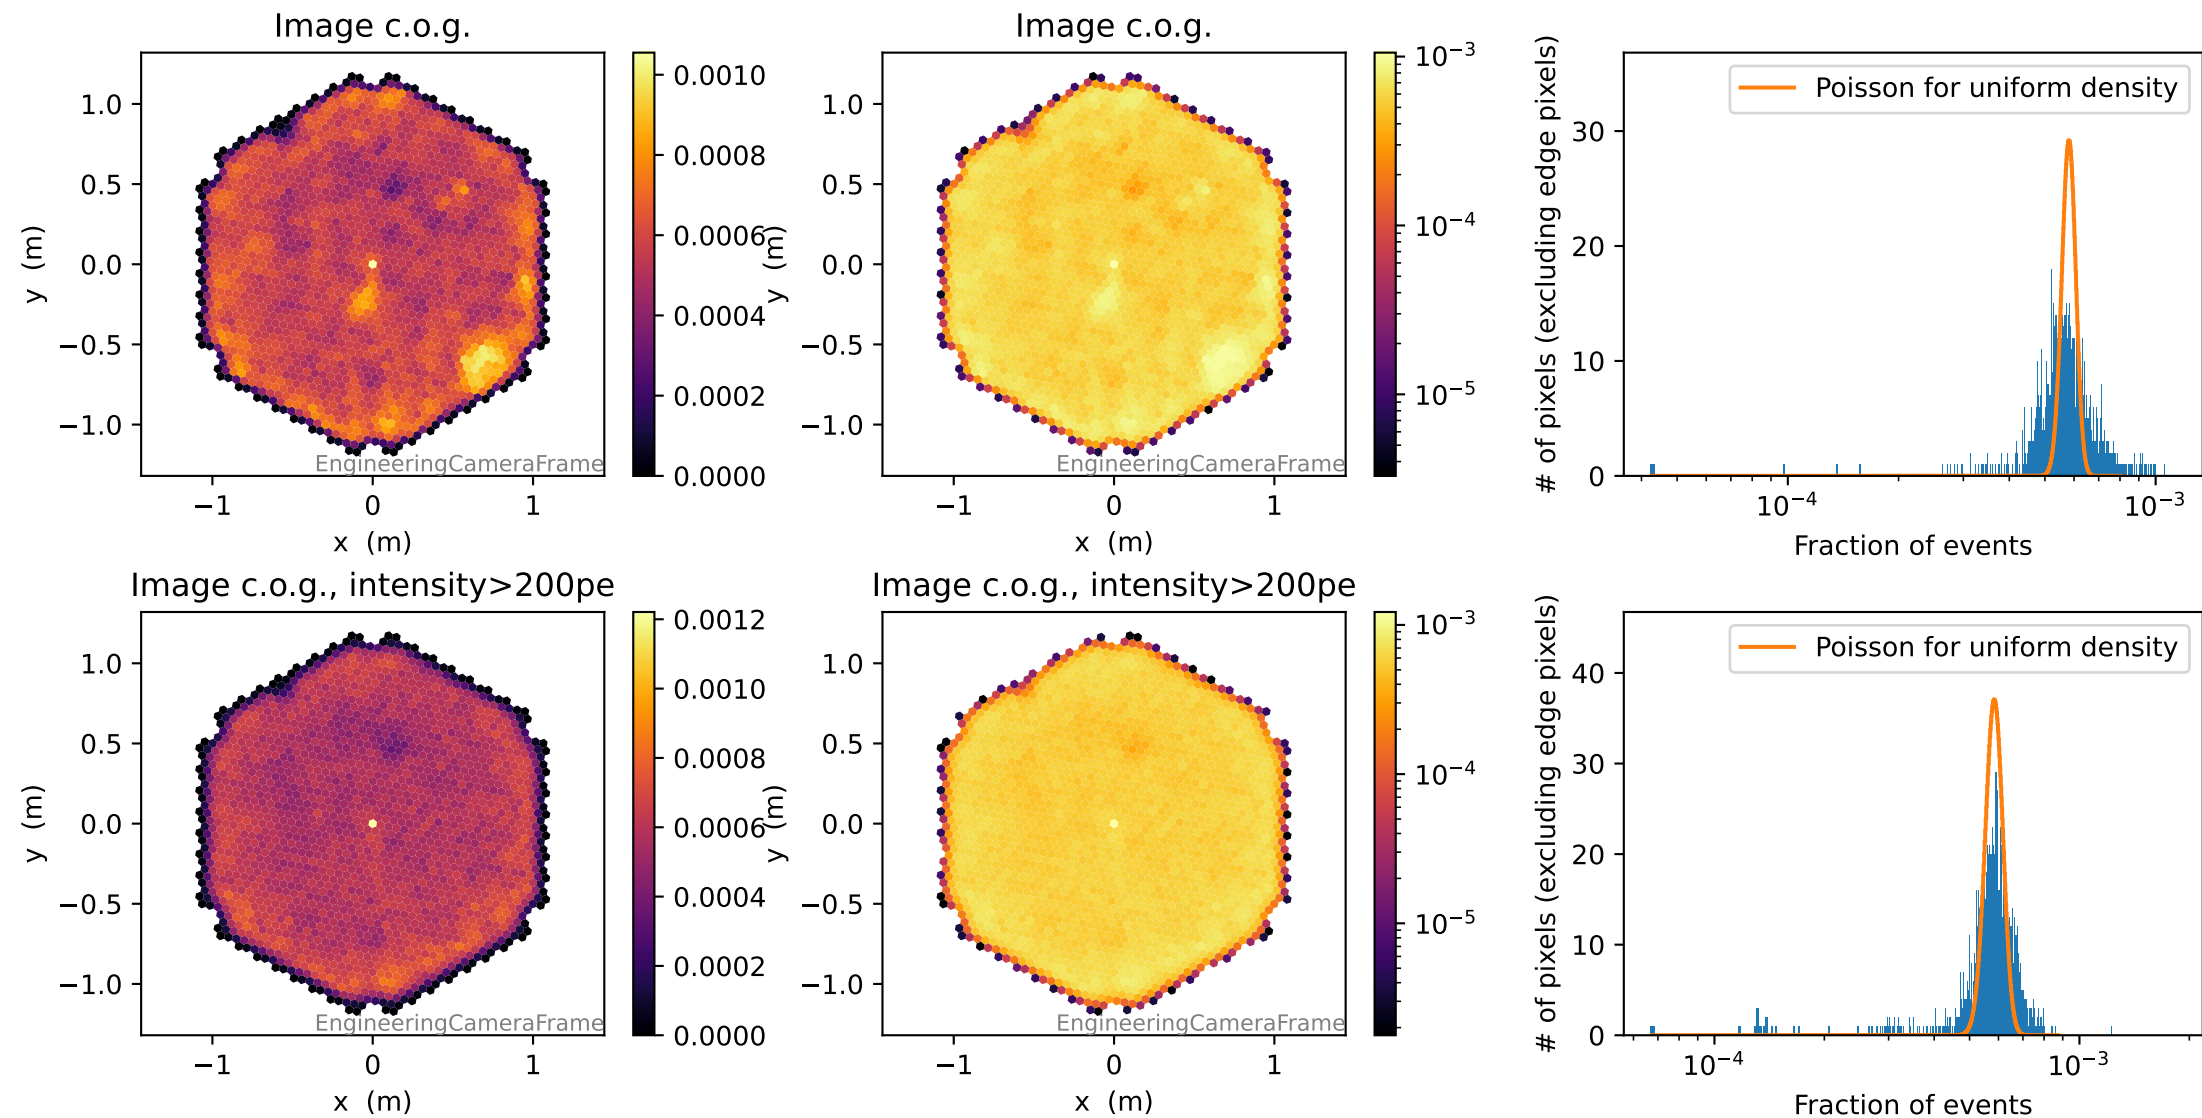 Image c.o.g.
1.0
0.5
0.0
−0.5
−1.0
y (m)
EngineeringCameraFrame
−1
0
1
x (m)
0.0010
0.0008
0.0006
0.0004
0.0002
0.0000
Image c.o.g.
1.0
0.5
0.0
−0.5
−1.0
y (m)
EngineeringCameraFrame
−1
0
1
x (m)
10−3
10−4
10−5
Poisson for uniform density
# of pixels (excluding edge pixels)
30
20
10
0
10−4
10−3
Fraction of events
Image c.o.g., intensity>200pe
1.0
0.5
0.0
−0.5
−1.0
y (m)
EngineeringCameraFrame
−1
0
1
x (m)
0.0012
0.0010
0.0008
0.0006
0.0004
0.0002
0.0000
Image c.o.g., intensity>200pe
1.0
0.5
0.0
−0.5
−1.0
y (m)
EngineeringCameraFrame
−1
0
1
x (m)
10−3
10−4
10−5
Poisson for uniform density
# of pixels (excluding edge pixels)
40
30
20
10
0
10−4
10−3
Fraction of events